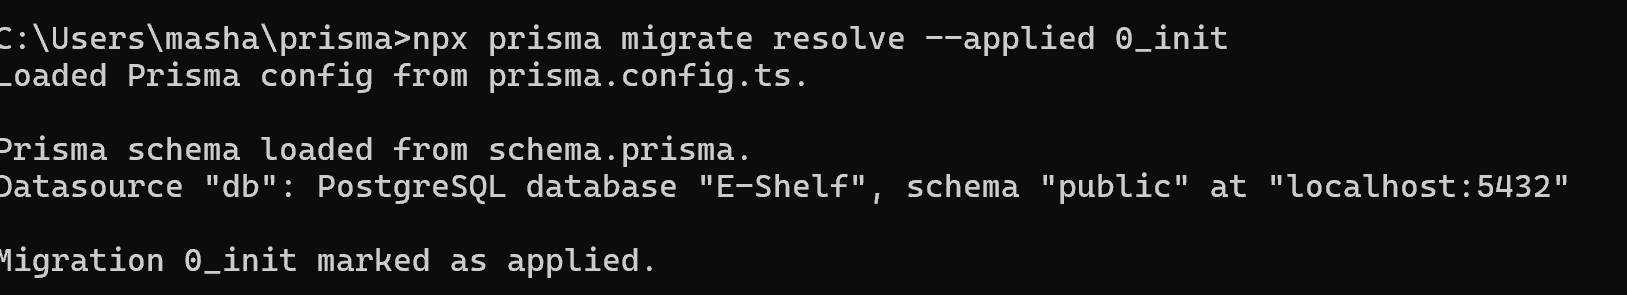 C:\Users\masha\prisma>npx prisma migrate resolve --applied 0_init
Loaded Prisma config from prisma.config.ts.
Prisma schema loaded from schema.prisma.
Datasource "db": PostgreSQL database "E-Shelf", schema "public" at "localhost:5432"
Migration 0_init marked as applied.